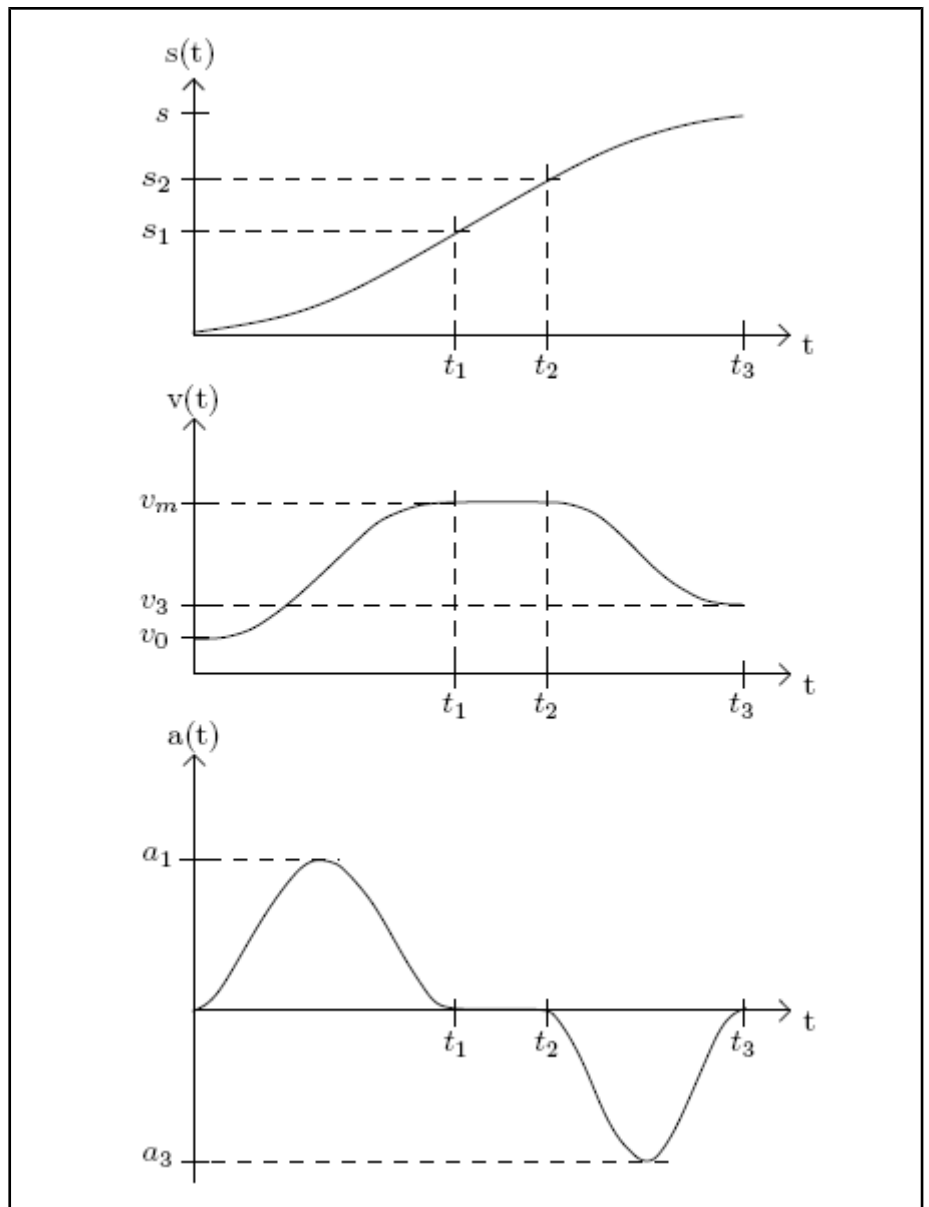 s(t)
s
s₂
s₁
t₁ t₂ t₃ t
v(t)
vₘ
v₃
v₀
t₁ t₂ t₃ t
a(t)
a₁
t₁ t₂ t₃ t
a₃